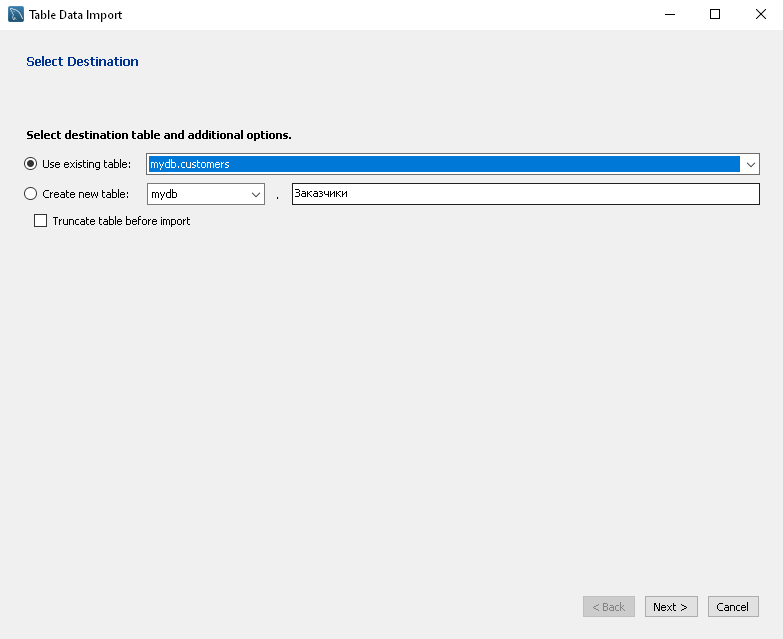 Table Data Import
Select Destination
Select destination table and additional options.
Use existing table: mydb.customers
Create new table: mydb . Заказчики
Truncate table before import
< Back Next > Cancel